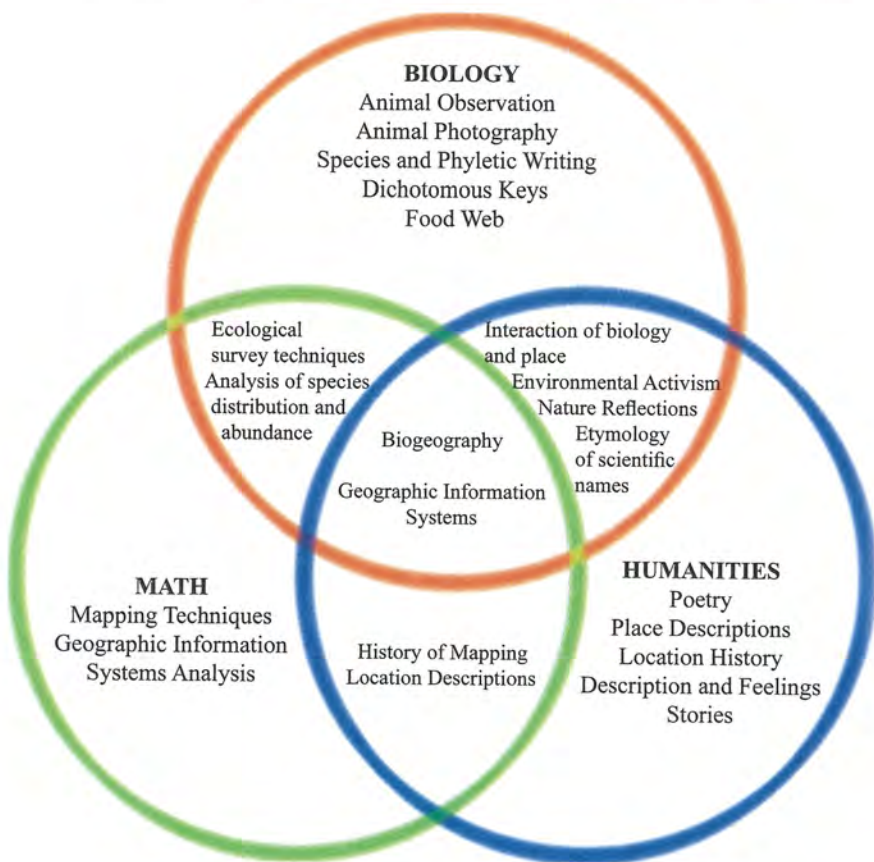 BIOLOGY
Animal Observation
Animal Photography
Species and Phyletic Writing
Dichotomous Keys
Food Web
Ecological
survey techniques
Analysis of species
distribution and
abundance
Interaction of biology
and place
Environmental Activism
Nature Reflections
Etymology
of scientific
names
Biogeography
Geographic Information
Systems
MATH
Mapping Techniques
Geographic Information
Systems Analysis
History of Mapping
Location Descriptions
HUMANITIES
Poetry
Place Descriptions
Location History
Description and Feelings
Stories